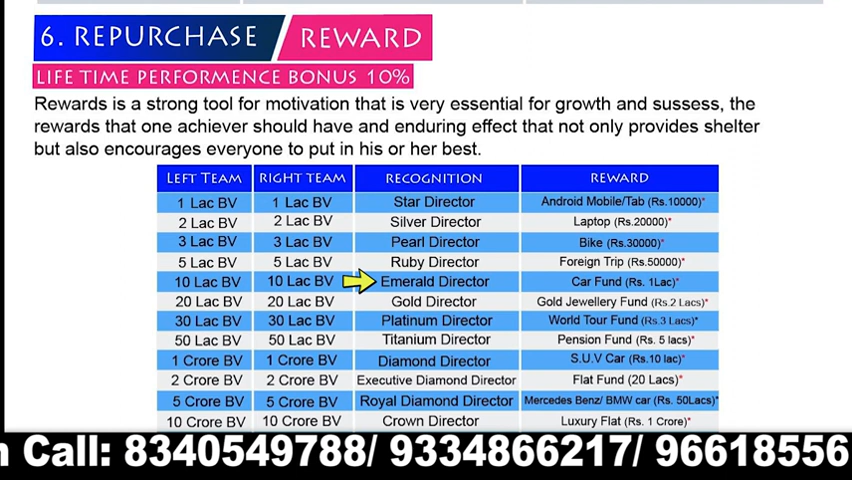 6. REPURCHASE REWARD
LIFE TIME PERFORMENCE BONUS 10%
Rewards is a strong tool for motivation that is very essential for growth and sussess, the
rewards that one achiever should have and enduring effect that not only provides shelter
but also encourages everyone to put in his or her best.
LEFT TEAM RIGHT TEAM RECOGNITION REWARD
1 Lac BV 1 Lac BV Star Director Android Mobile/Tab (Rs.10000)*
2 Lac BV 2 Lac BV Silver Director Laptop (Rs.20000)*
3 Lac BV 3 Lac BV Pearl Director Bike (Rs.30000)*
5 Lac BV 5 Lac BV Ruby Director Foreign Trip (Rs.50000)*
10 Lac BV 10 Lac BV Emerald Director Car Fund (Rs. 1Lac)*
20 Lac BV 20 Lac BV Gold Director Gold Jewellery Fund (Rs.2 Lacs)*
30 Lac BV 30 Lac BV Platinum Director World Tour Fund (Rs.3 Lacs)*
50 Lac BV 50 Lac BV Titanium Director Pension Fund (Rs. 5 lacs)*
1 Crore BV 1 Crore BV Diamond Director S.U.V Car (Rs.10 lac)*
2 Crore BV 2 Crore BV Executive Diamond Director Flat Fund (20 Lacs)*
5 Crore BV 5 Crore BV Royal Diamond Director Mercedes Benz/ BMW car (Rs. 50Lacs)*
10 Crore BV 10 Crore BV Crown Director Luxury Flat (Rs. 1 Crore)*
n Call: 8340549788/ 9334866217/ 96618556